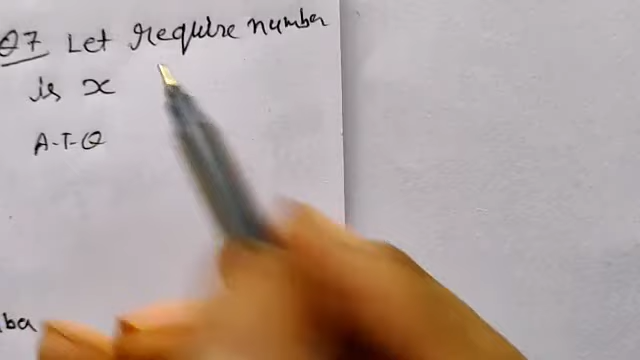 Q7 Let require number
is x
A-T-Q